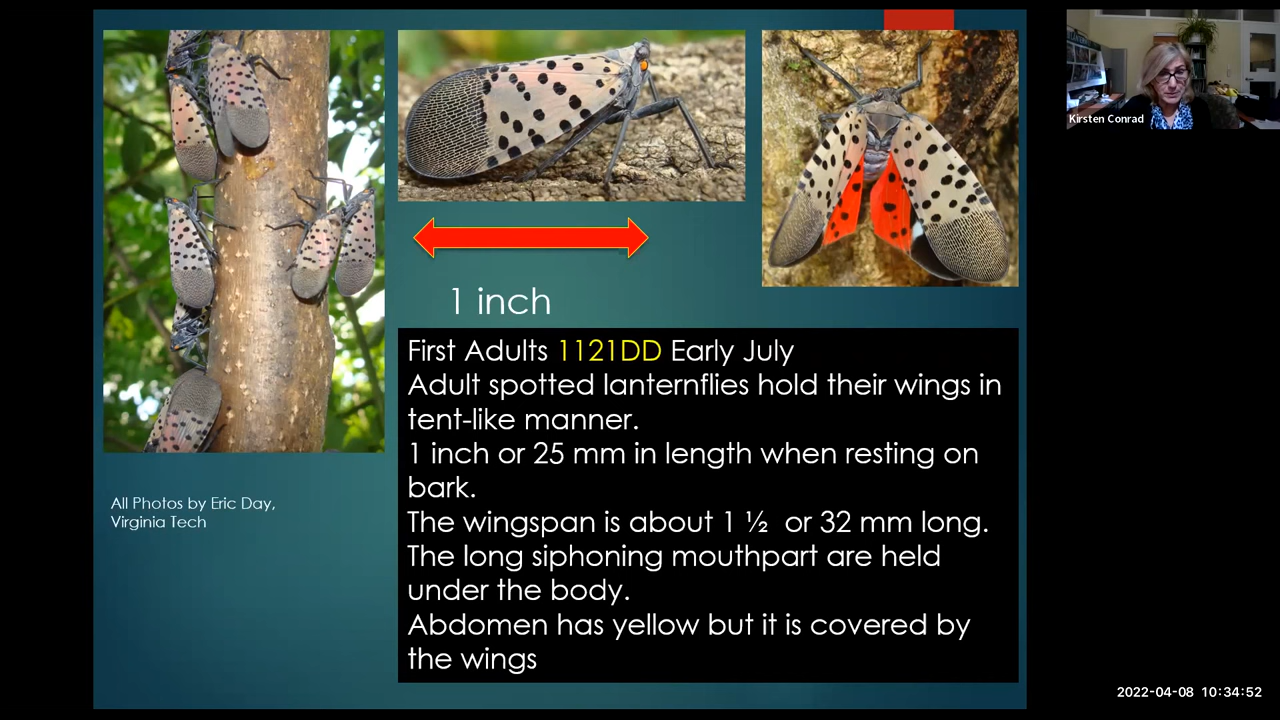 Kirsten Conrad
1 inch
First Adults 1121DD Early July
Adult spotted lanternflies hold their wings in
tent-like manner.
1 inch or 25 mm in length when resting on
bark.
The wingspan is about 1 ½ or 32 mm long.
The long siphoning mouthpart are held
under the body.
Abdomen has yellow but it is covered by
the wings
All Photos by Eric Day,
Virginia Tech
2022-04-08 10:34:52